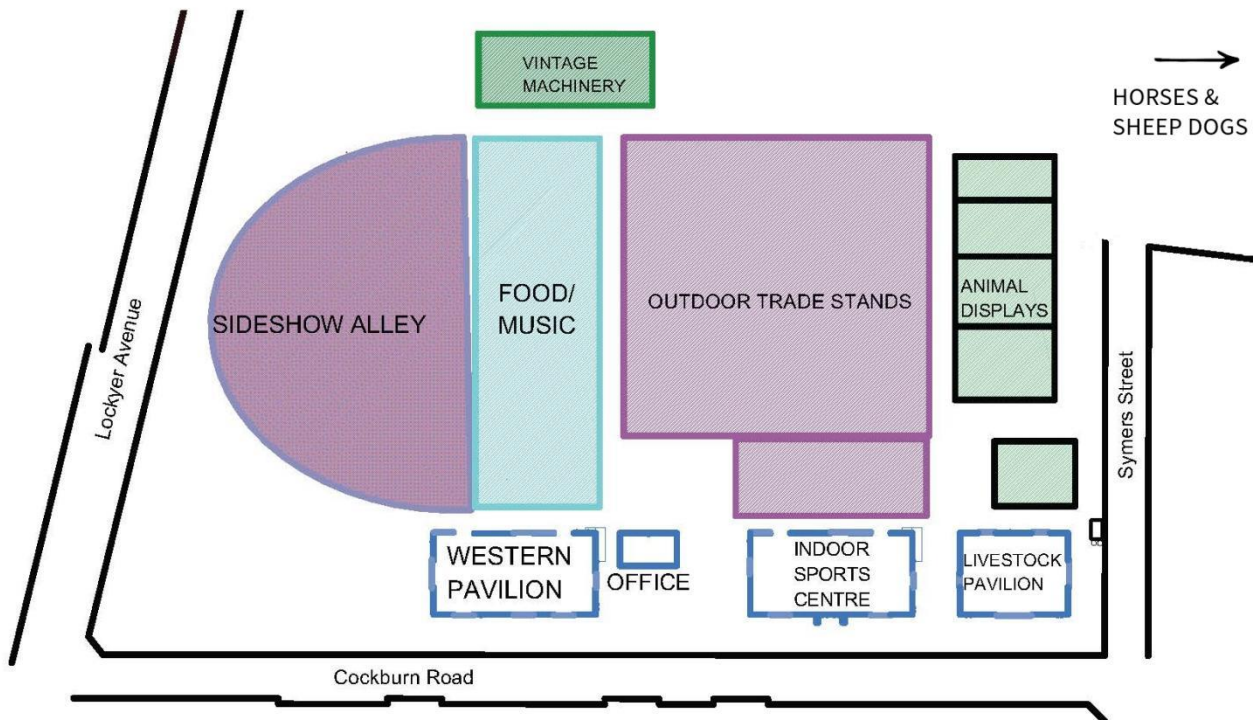 VINTAGE
MACHINERY
HORSES &
SHEEP DOGS
SIDESHOW ALLEY
FOOD/
MUSIC
OUTDOOR TRADE STANDS
ANIMAL
DISPLAYS
Lockyer Avenue
Symers Street
WESTERN
PAVILION
OFFICE
INDOOR
SPORTS
CENTRE
LIVESTOCK
PAVILION
Cockburn Road